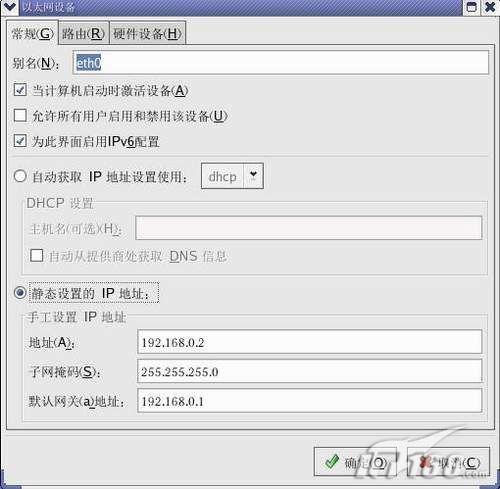 以太网设备
常规(G) 路由(R) 硬件设备(H)
别名(N)： eth0
当计算机启动时激活设备(A)
允许所有用户启用和禁用该设备(U)
为此界面启用IPv6配置
自动获取 IP 地址设置使用： dhcp
DHCP 设置
主机名(可选)(H)：
自动从提供商处获取 DNS 信息
静态设置的 IP 地址：
手工设置 IP 地址
地址(A)： 192.168.0.2
子网掩码(S)： 255.255.255.0
默认网关(a)地址： 192.168.0.1
确定(O) 取消(C)
IT168.com